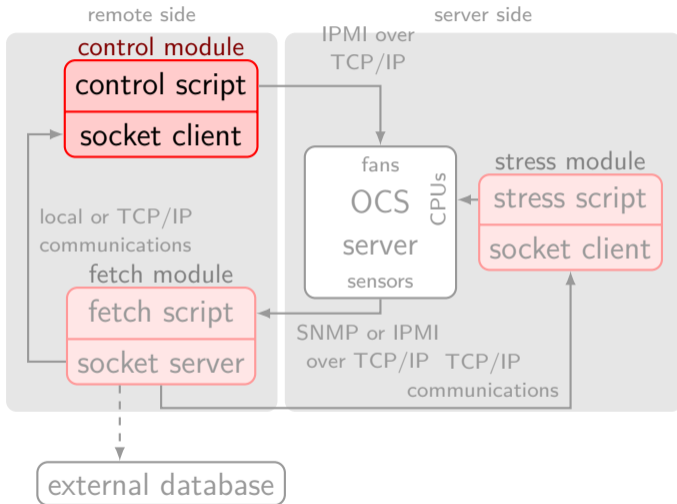 remote side
server side
control module
control script
socket client
IPMI over
TCP/IP
fans
OCS
server
CPUs
sensors
stress module
stress script
socket client
local or TCP/IP
communications
fetch module
fetch script
socket server
SNMP or IPMI
over TCP/IP
TCP/IP
communications
external database